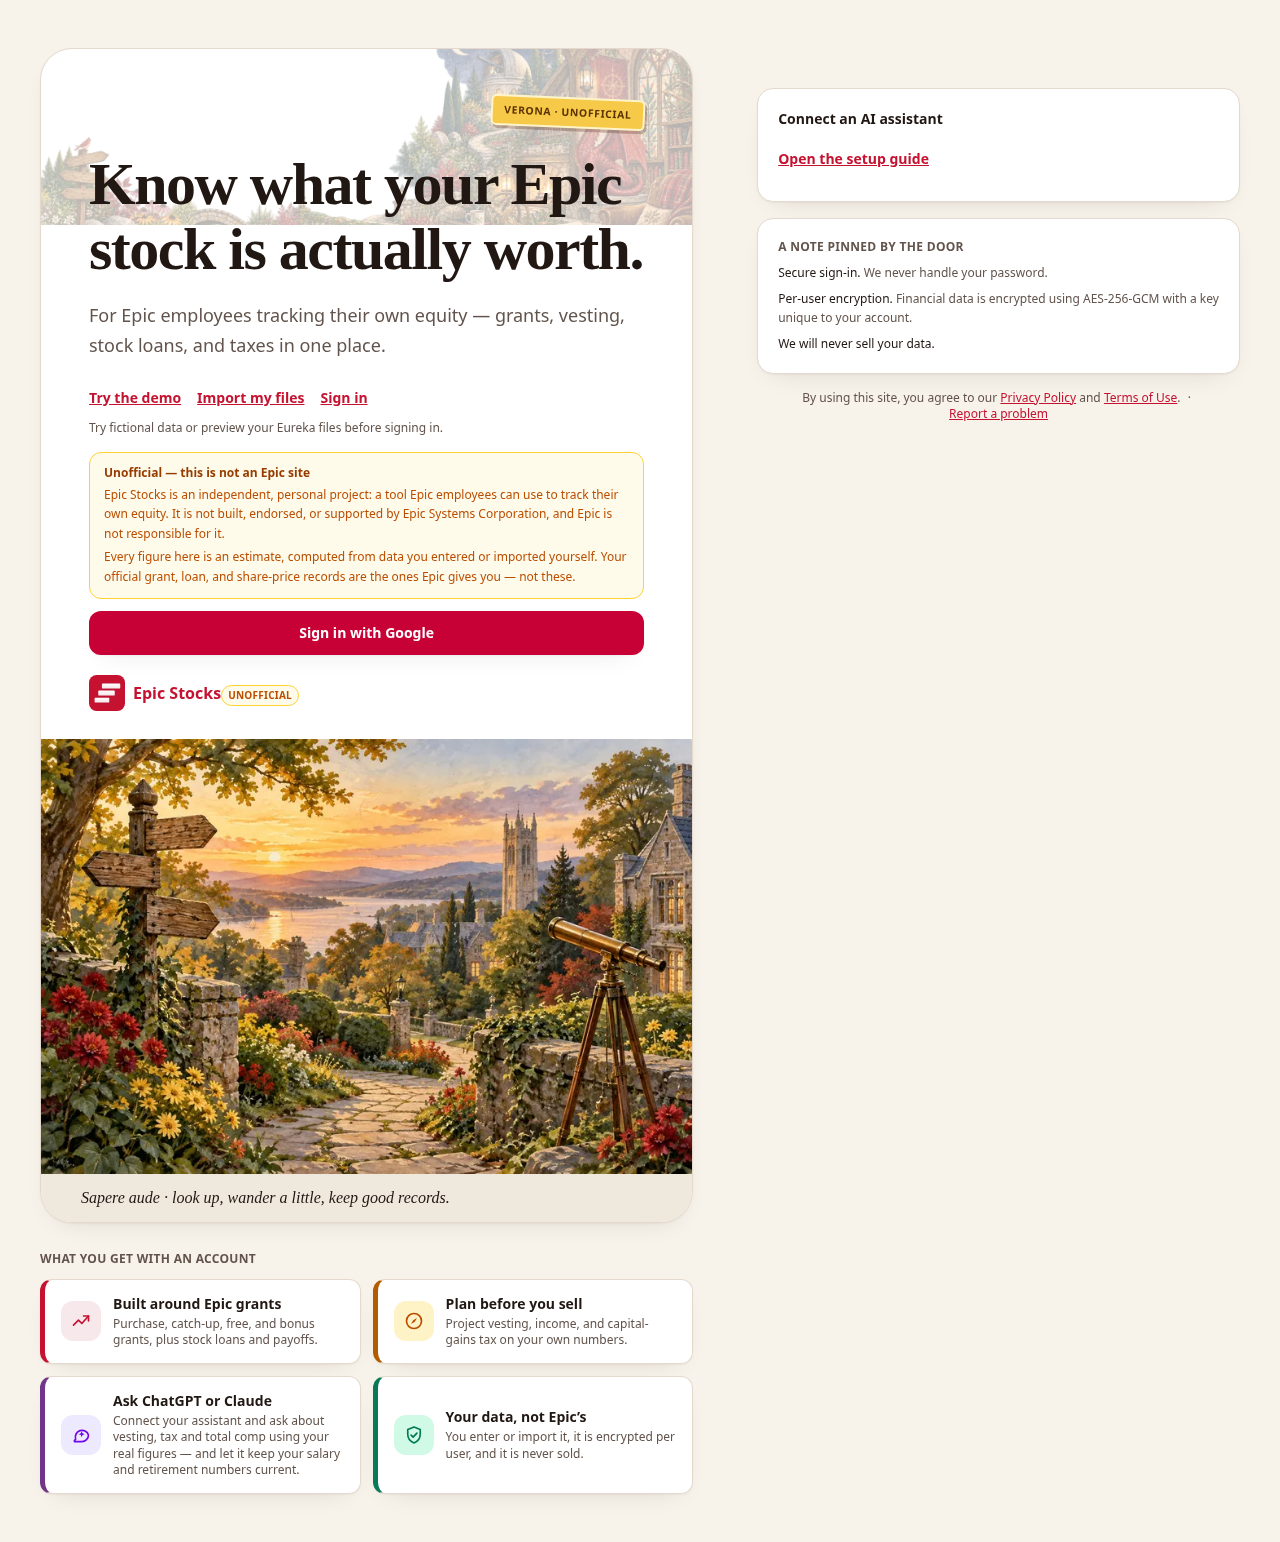 VERONA · UNOFFICIAL
Know what your Epic
stock is actually worth.
For Epic employees tracking their own equity — grants, vesting,
stock loans, and taxes in one place.
Try the demo Import my files Sign in
Try fictional data or preview your Eureka files before signing in.
Unofficial — this is not an Epic site
Epic Stocks is an independent, personal project: a tool Epic employees can use to track their
own equity. It is not built, endorsed, or supported by Epic Systems Corporation, and Epic is
not responsible for it.
Every figure here is an estimate, computed from data you entered or imported yourself. Your
official grant, loan, and share-price records are the ones Epic gives you — not these.
Sign in with Google
Epic Stocks UNOFFICIAL
Sapere aude · look up, wander a little, keep good records.
WHAT YOU GET WITH AN ACCOUNT
Built around Epic grants
Purchase, catch-up, free, and bonus
grants, plus stock loans and payoffs.
Plan before you sell
Project vesting, income, and capital-
gains tax on your own numbers.
Ask ChatGPT or Claude
Connect your assistant and ask about
vesting, tax and total comp using your
real figures — and let it keep your salary
and retirement numbers current.
Your data, not Epic’s
You enter or import it, it is encrypted per
user, and it is never sold.
Connect an AI assistant
Open the setup guide
A NOTE PINNED BY THE DOOR
Secure sign-in. We never handle your password.
Per-user encryption. Financial data is encrypted using AES-256-GCM with a key
unique to your account.
We will never sell your data.
By using this site, you agree to our Privacy Policy and Terms of Use. ·
Report a problem